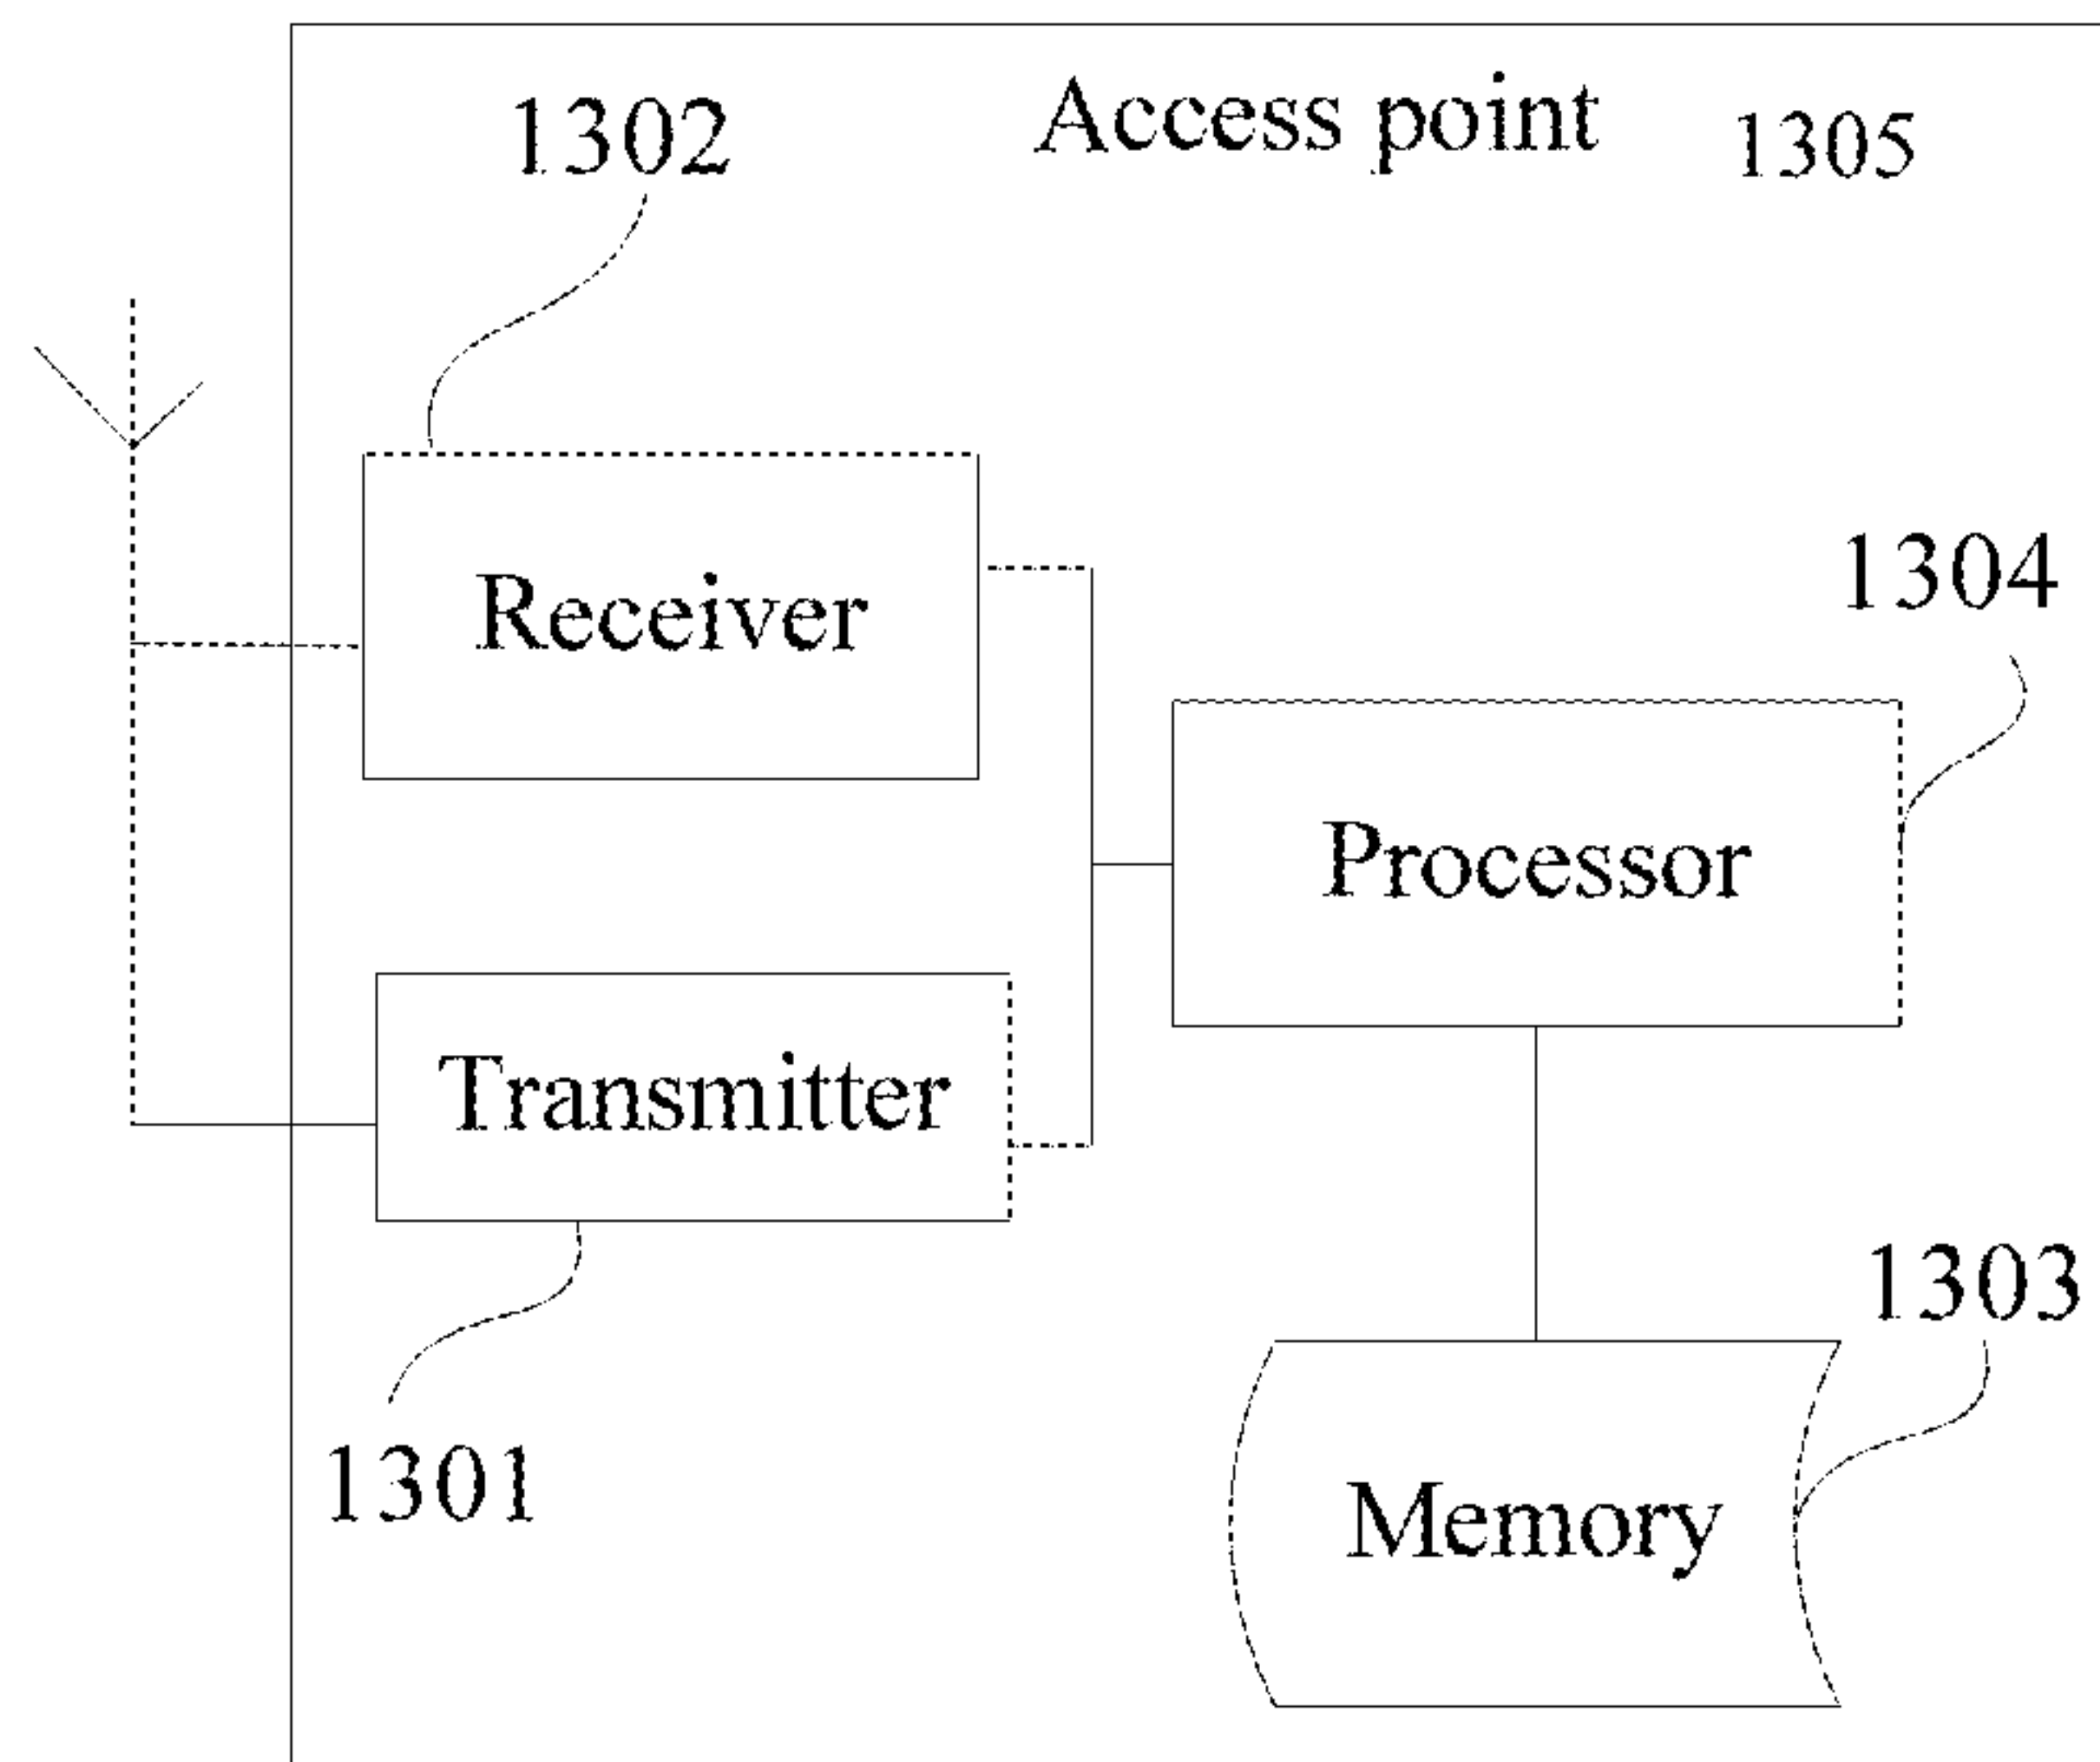 Access point 1305
1302
Receiver
1304
Processor
Transmitter
1303
1301
Memory